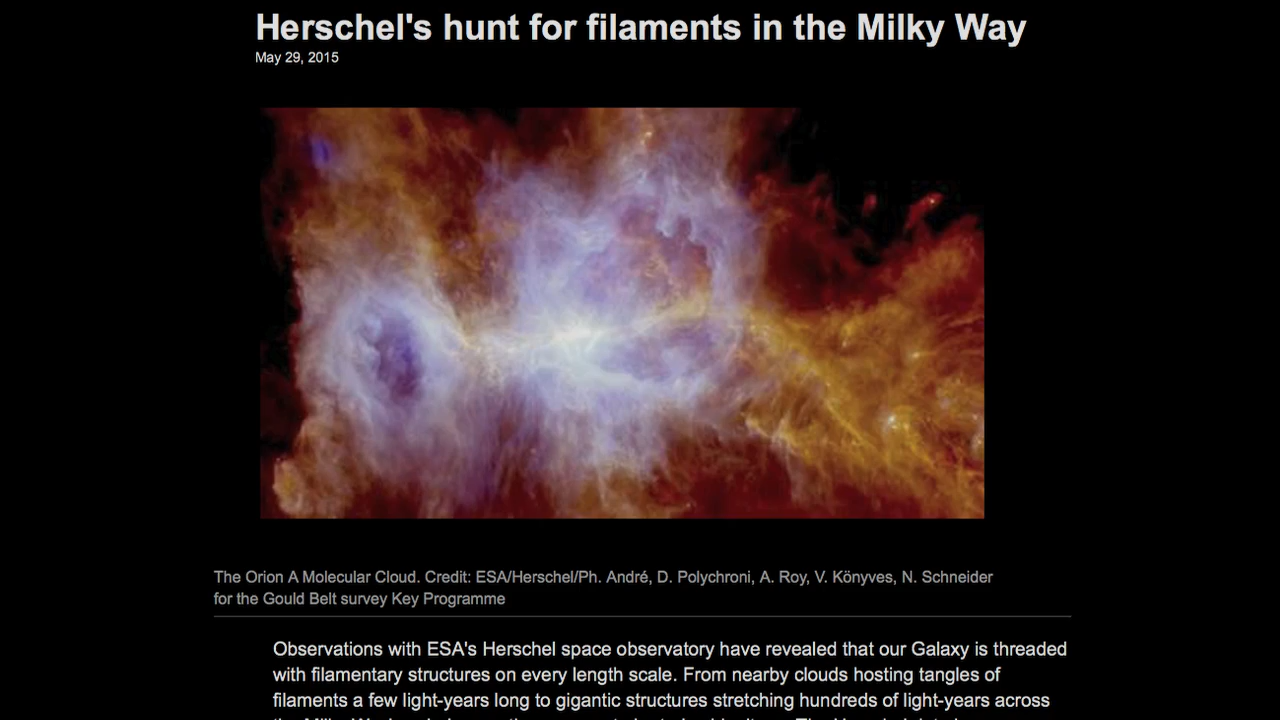 Herschel's hunt for filaments in the Milky Way
May 29, 2015
The Orion A Molecular Cloud. Credit: ESA/Herschel/Ph. André, D. Polychroni, A. Roy, V. Könyves, N. Schneider
for the Gould Belt survey Key Programme
Observations with ESA's Herschel space observatory have revealed that our Galaxy is threaded
with filamentary structures on every length scale. From nearby clouds hosting tangles of
filaments a few light-years long to gigantic structures stretching hundreds of light-years across